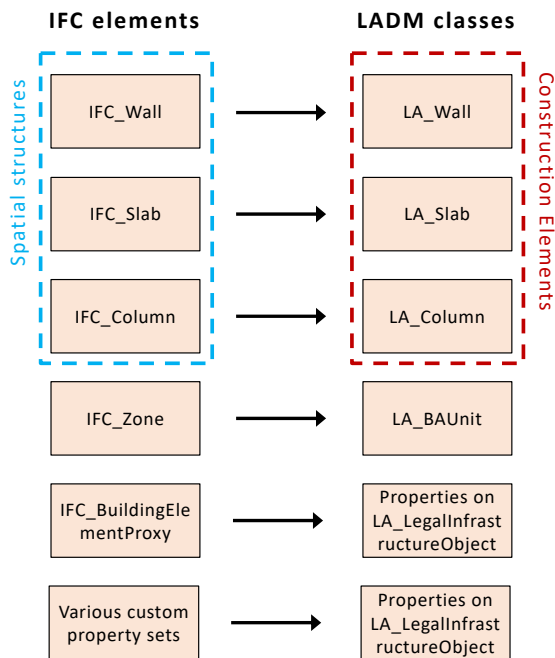 IFC elements
LADM classes
Spatial structures
Construction Elements
IFC_Wall
LA_Wall
IFC_Slab
LA_Slab
IFC_Column
LA_Column
IFC_Zone
LA_BAUnit
IFC_BuildingEle
mentProxy
Properties on
LA_LegalInfrast
ructureObject
Various custom
property sets
Properties on
LA_LegalInfrast
ructureObject